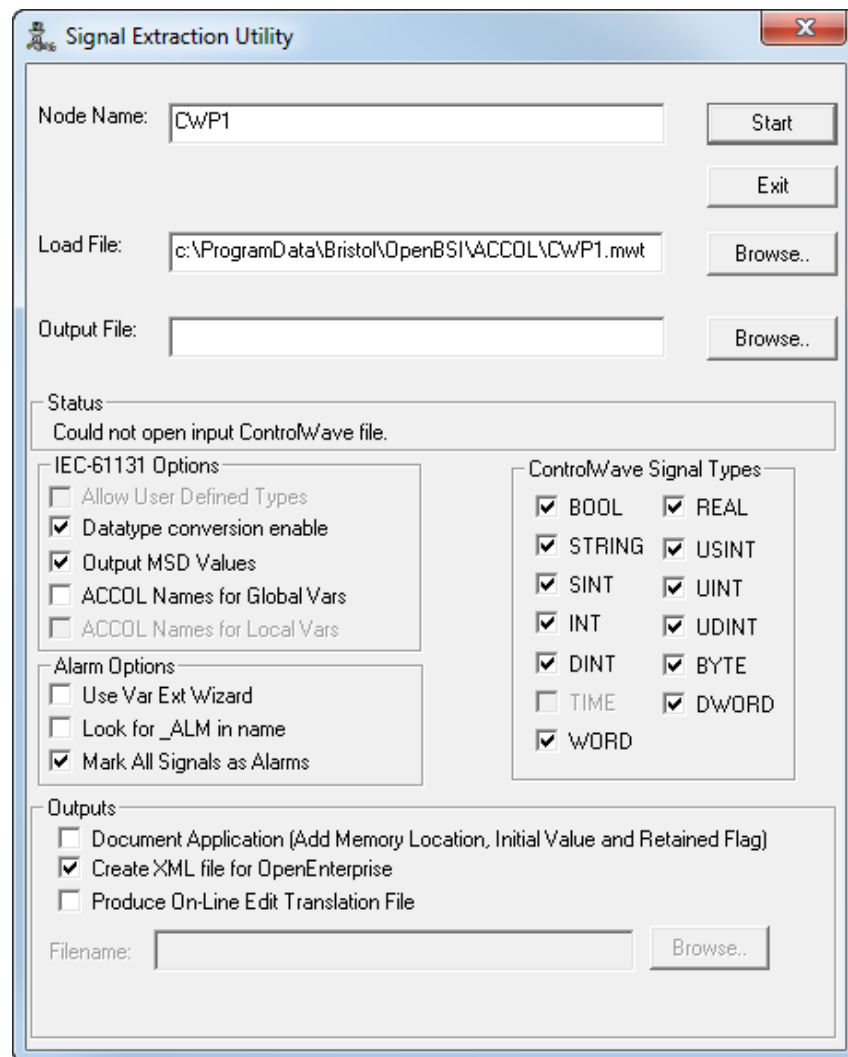 Signal Extraction Utility
Node Name: CWP1 Start
Exit
Load File: c:\ProgramData\Bristol\OpenBSI\ACCOL\CWP1.mwt Browse..
Output File: Browse..
Status
Could not open input ControlWave file.
IEC-61131 Options
Allow User Defined Types
Datatype conversion enable
Output MSD Values
ACCOL Names for Global Vars
ACCOL Names for Local Vars
Alarm Options
Use Var Ext Wizard
Look for _ALM in name
Mark All Signals as Alarms
ControlWave Signal Types
BOOL REAL
STRING USINT
SINT UINT
INT UDINT
DINT BYTE
TIME DWORD
WORD
Outputs
Document Application (Add Memory Location, Initial Value and Retained Flag)
Create XML file for OpenEnterprise
Produce On-Line Edit Translation File
Filename: Browse..